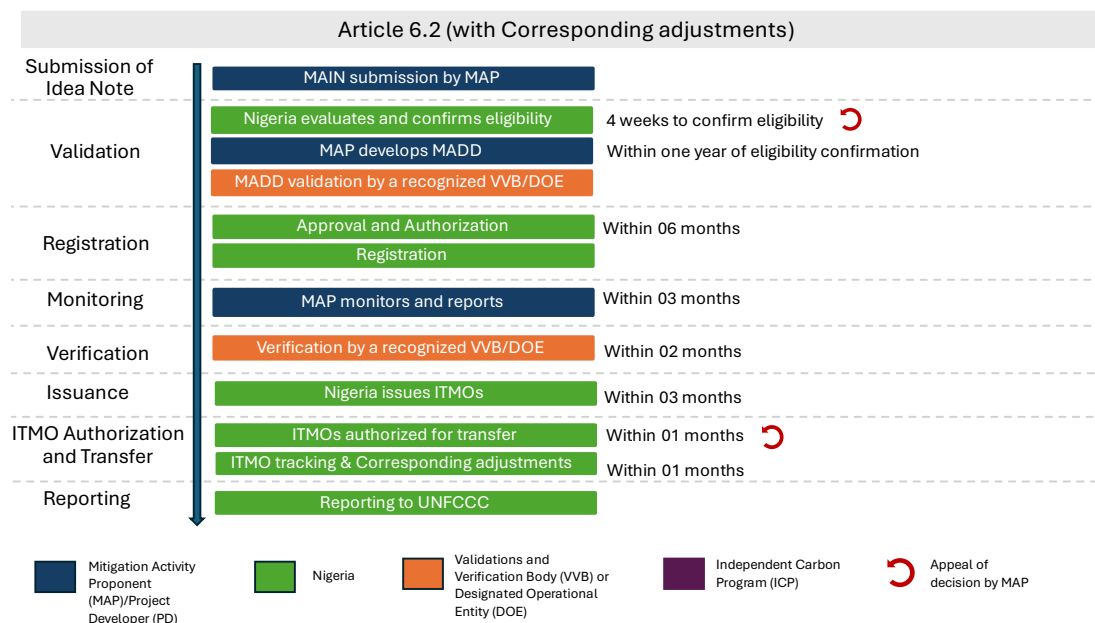 Article 6.2 (with Corresponding adjustments)
Submission of
Idea Note
MAIN submission by MAP
Validation
Nigeria evaluates and confirms eligibility
4 weeks to confirm eligibility
MAP develops MADD
Within one year of eligibility confirmation
MADD validation by a recognized VVB/DOE
Registration
Approval and Authorization
Within 06 months
Registration
Monitoring
MAP monitors and reports
Within 03 months
Verification
Verification by a recognized VVB/DOE
Within 02 months
Issuance
Nigeria issues ITMOs
Within 03 months
ITMO Authorization
and Transfer
ITMOs authorized for transfer
Within 01 months
ITMO tracking & Corresponding adjustments
Within 01 months
Reporting
Reporting to UNFCCC
Mitigation Activity
Proponent
(MAP)/Project
Developer (PD)
Nigeria
Validations and
Verification Body (VVB) or
Designated Operational
Entity (DOE)
Independent Carbon
Program (ICP)
Appeal of
decision by MAP